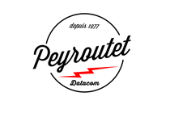 depuis 1977
Peyroutet
Datacom